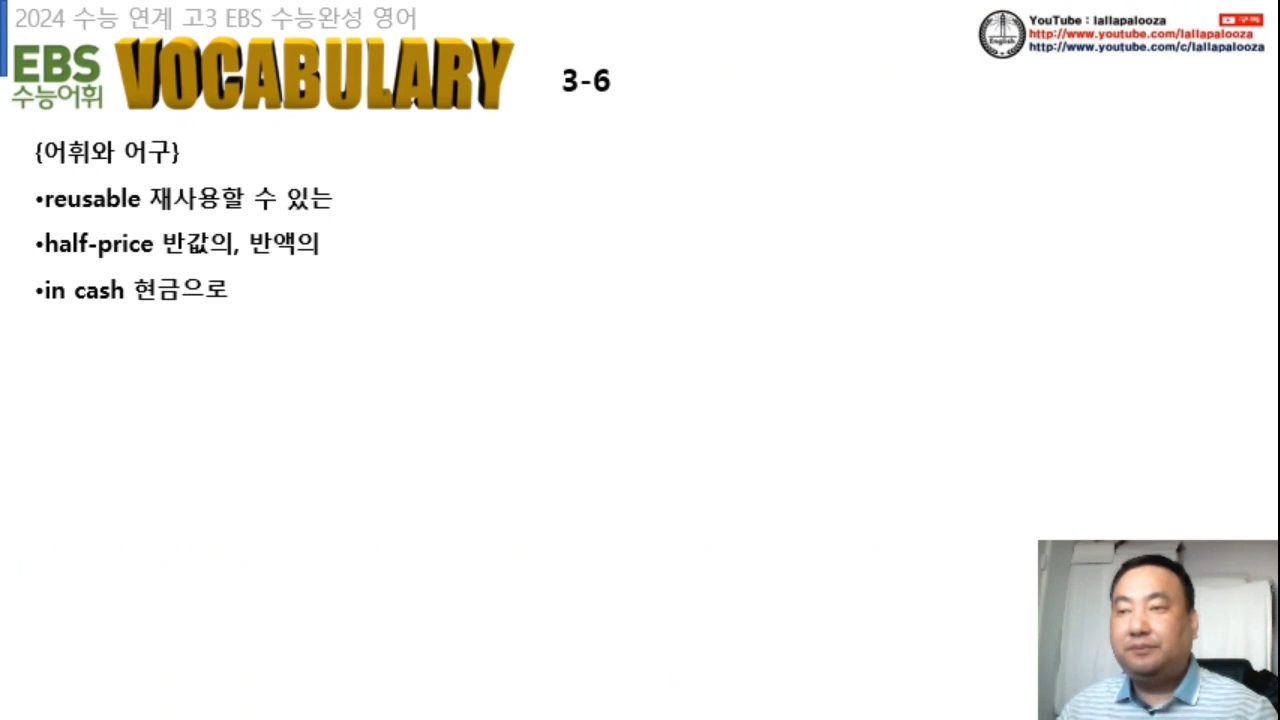 2024 수능 연계 고3 EBS 수능완성 영어
EBS
수능어휘
VOCABULARY
3-6
YouTube : lallapalooza
구독
http://www.youtube.com/lallapalooza
http://www.youtube.com/c/lallapalooza
English
{어휘와 어구}
•reusable 재사용할 수 있는
•half-price 반값의, 반액의
•in cash 현금으로